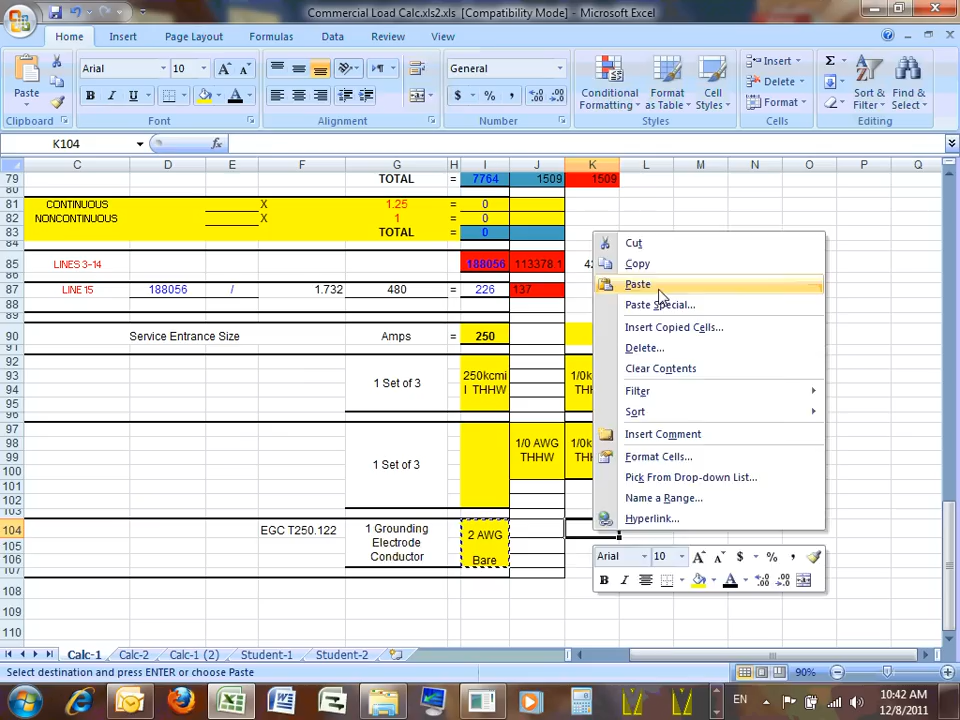 Commercial Load Calc.xls2.xls [Compatibility Mode] - Microsoft Excel
Home Insert Page Layout Formulas Data Review View
Paste Arial 10 General Conditional Formatting Format as Table Cell Styles Insert Delete Format Sort & Filter Find & Select
B I U $ % ,
Clipboard Font Alignment Number Styles Cells Editing
K104 fx
C D E F G H I J K L M N O P Q
79 TOTAL = 7764 1509 1509
80
81 CONTINUOUS X 1.25 = 0
82 NONCONTINUOUS X 1 = 0
83 TOTAL = 0
84
85 LINES 3-14 188056 113378.1
86
87 LINE 15 188056 / 1.732 480 = 226 137
88
89
90 Service Entrance Size Amps = 250
91
92
93 1 Set of 3 250kcmi
94 l THHW
95
96
97
98 1 Set of 3 1/0 AWG
99 THHW
100
101
102
103
104 EGC T250.122 1 Grounding Electrode Conductor 2 AWG
105
106 Bare
107
108
109
110
Cut
Copy
Paste
Paste Special...
Insert Copied Cells...
Delete...
Clear Contents
Filter
Sort
Insert Comment
Format Cells...
Pick From Drop-down List...
Name a Range...
Hyperlink...
Arial 10 A A $ % ,
B I A
Calc-1 Calc-2 Calc-1 (2) Student-1 Student-2
Select destination and press ENTER or choose Paste 90%
EN 10:42 AM
12/8/2011